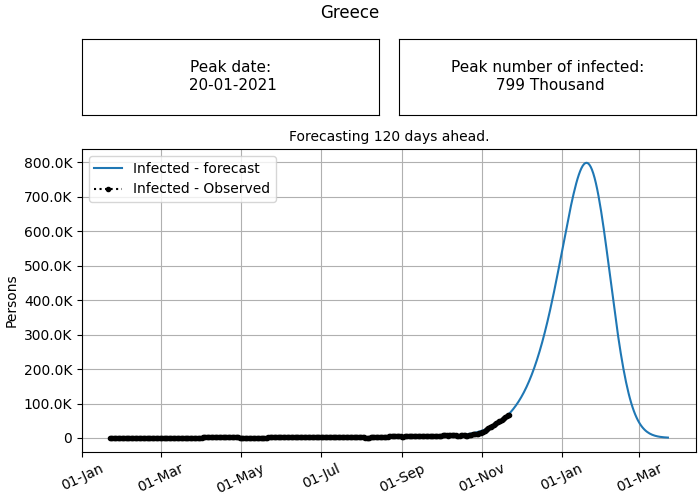 Greece
Peak date:
20-01-2021
Peak number of infected:
799 Thousand
Forecasting 120 days ahead.
Infected - forecast
Infected - Observed
800.0K
700.0K
600.0K
500.0K
400.0K
300.0K
200.0K
100.0K
0
Persons
01-Jan
01-Mar
01-May
01-Jul
01-Sep
01-Nov
01-Jan
01-Mar